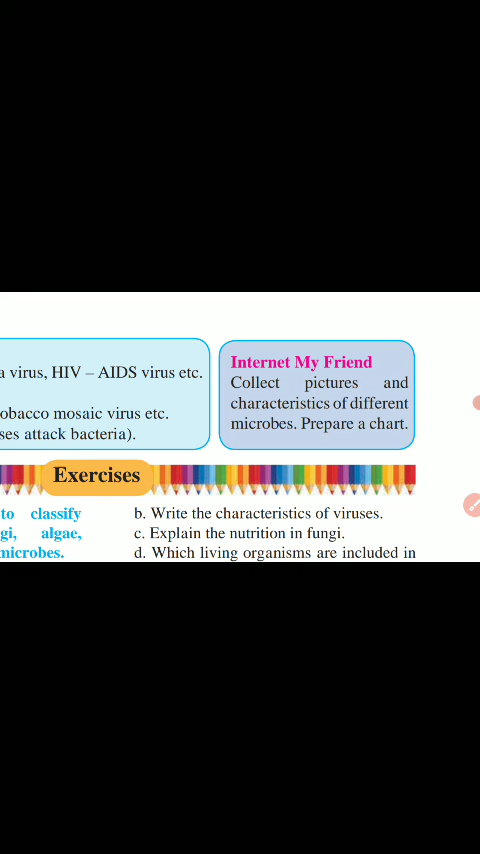 a virus, HIV – AIDS virus etc.
obacco mosaic virus etc.
ses attack bacteria).
Internet My Friend
Collect pictures and
characteristics of different
microbes. Prepare a chart.
Exercises
to classify
gi, algae,
microbes.
b. Write the characteristics of viruses.
c. Explain the nutrition in fungi.
d. Which living organisms are included in